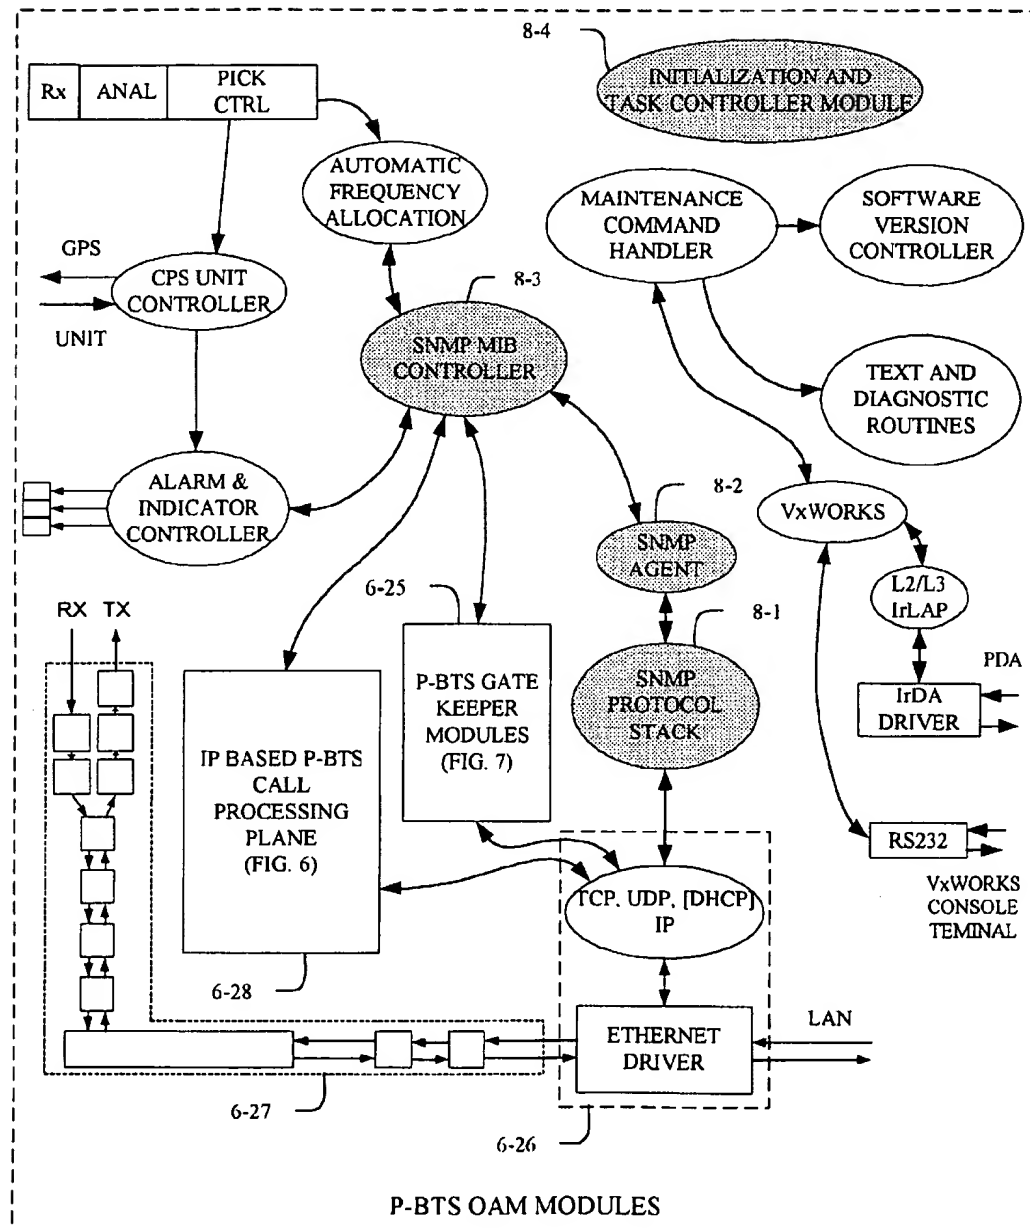 8-4
INITIALIZATION AND
TASK CONTROLLER MODULE
Rx
ANAL
PICK
CTRL
AUTOMATIC
FREQUENCY
ALLOCATION
MAINTENANCE
COMMAND
HANDLER
SOFTWARE
VERSION
CONTROLLER
GPS
CPS UNIT
CONTROLLER
UNIT
8-3
SNMP MIB
CONTROLLER
TEXT AND
DIAGNOSTIC
ROUTINES
ALARM &
INDICATOR
CONTROLLER
8-2
SNMP
AGENT
VxWORKS
L2/L3
IrLAP
6-25
8-1
RX
TX
P-BTS GATE
KEEPER
MODULES
(FIG. 7)
SNMP
PROTOCOL
STACK
PDA
IrDA
DRIVER
IP BASED P-BTS
CALL
PROCESSING
PLANE
(FIG. 6)
RS232
VxWORKS
CONSOLE
TEMINAL
TCP, UDP, [DHCP]
IP
6-28
ETHERNET
DRIVER
LAN
6-27
6-26
P-BTS OAM MODULES